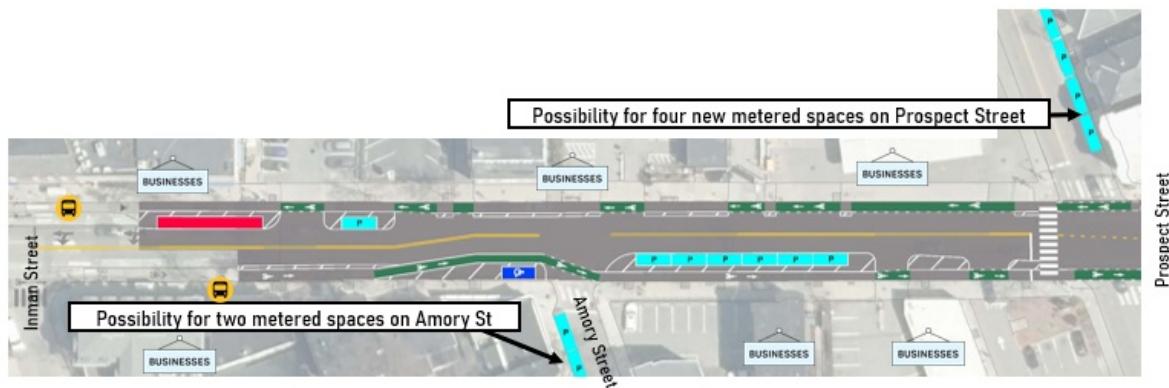 P
P
P
P
Possibility for four new metered spaces on Prospect Street
BUSINESSES
BUSINESSES
BUSINESSES
P
Inman Street
Prospect Street
P P P P P P
Possibility for two metered spaces on Amory St
Amory Street
P
P
BUSINESSES
BUSINESSES
BUSINESSES